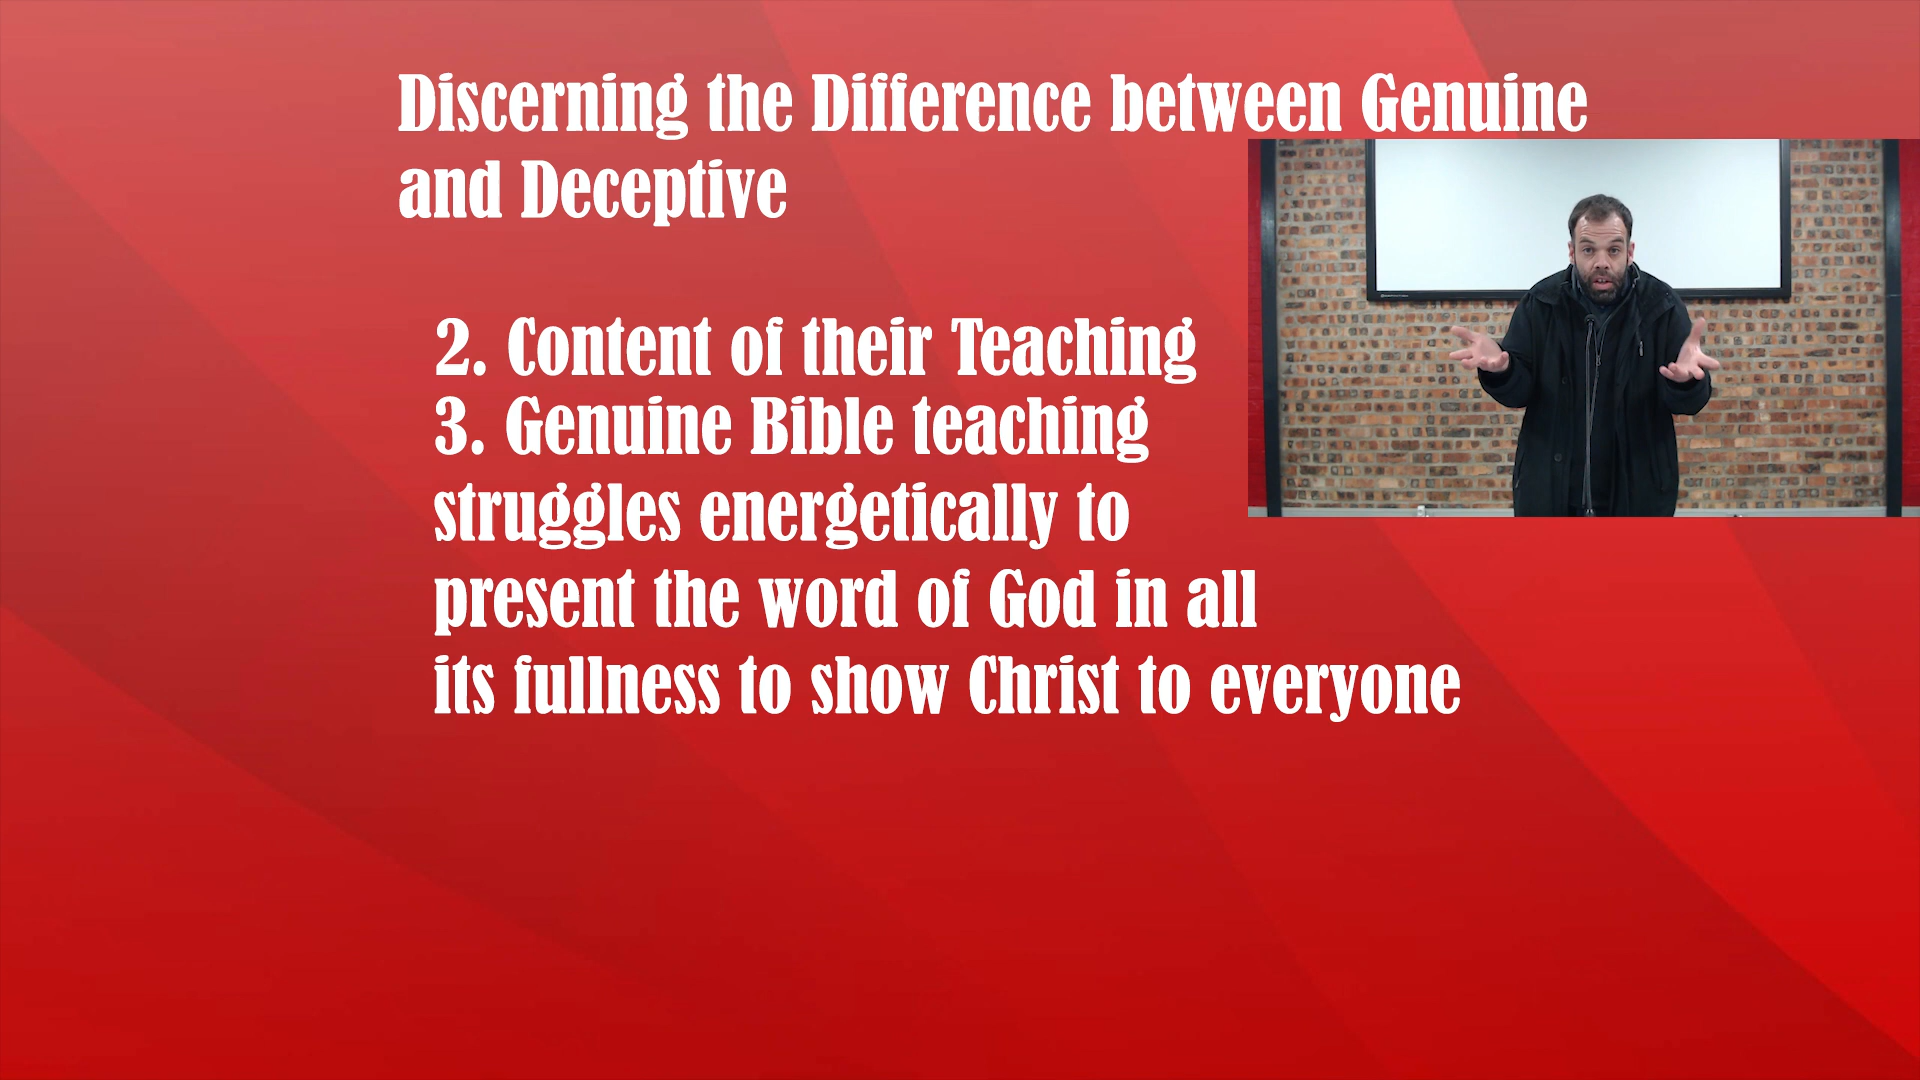 Discerning the Difference between Genuine
and Deceptive
2. Content of their Teaching
3. Genuine Bible teaching
struggles energetically to
present the word of God in all
its fullness to show Christ to everyone